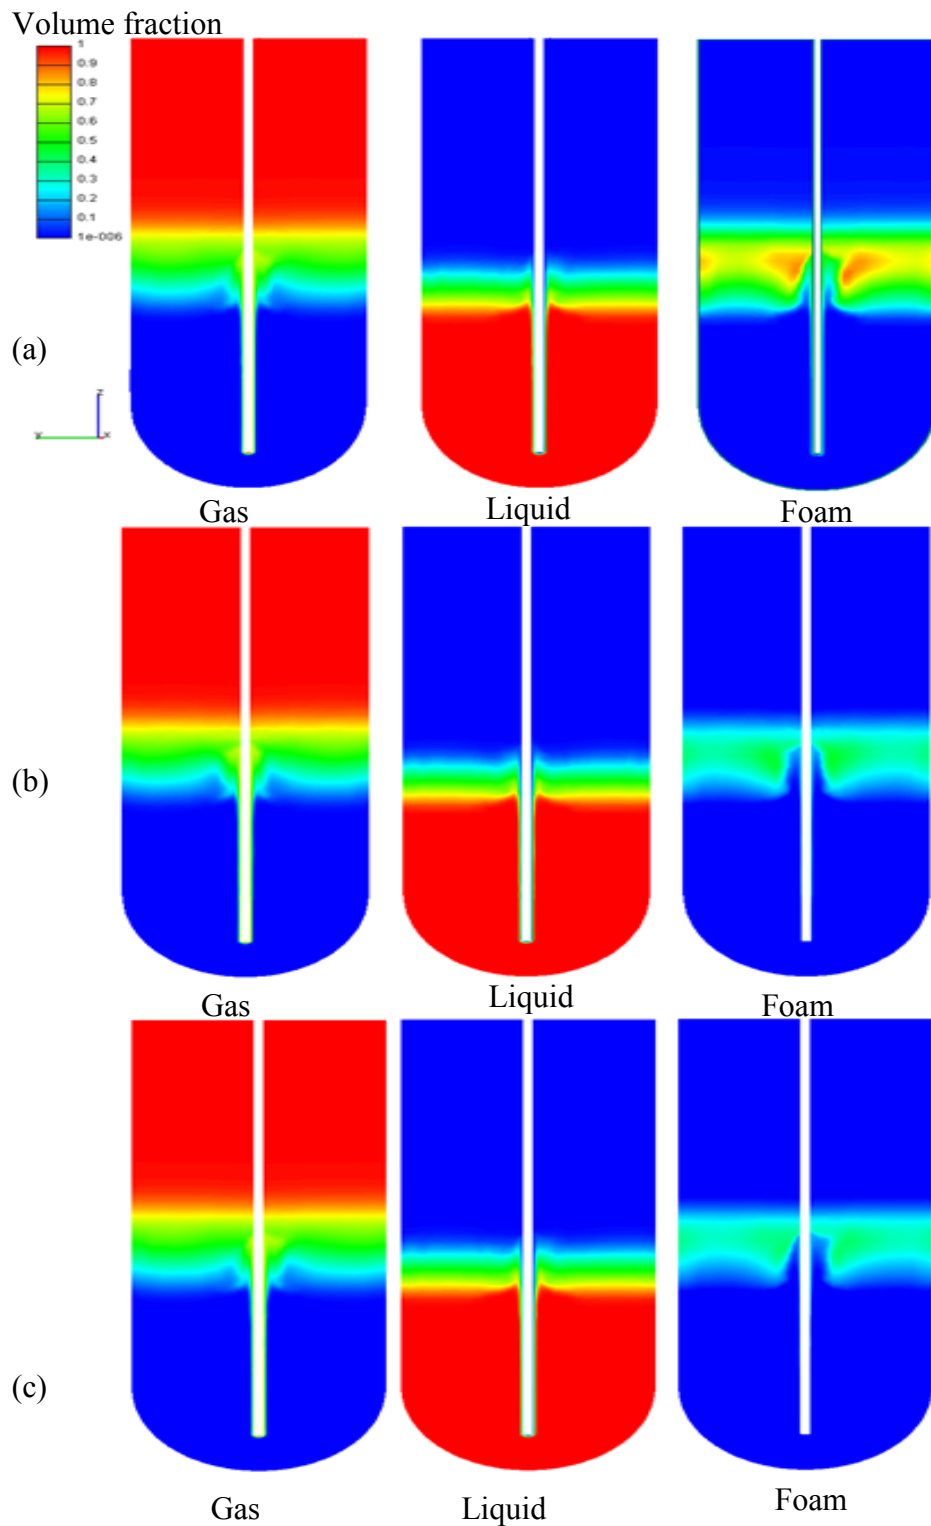 Volume fraction
1
0.9
0.8
0.7
0.6
0.5
0.4
0.3
0.2
0.1
1e-006
(a)
z
Y
x
Gas
Liquid
Foam
(b)
Gas
Liquid
Foam
(c)
Gas
Liquid
Foam